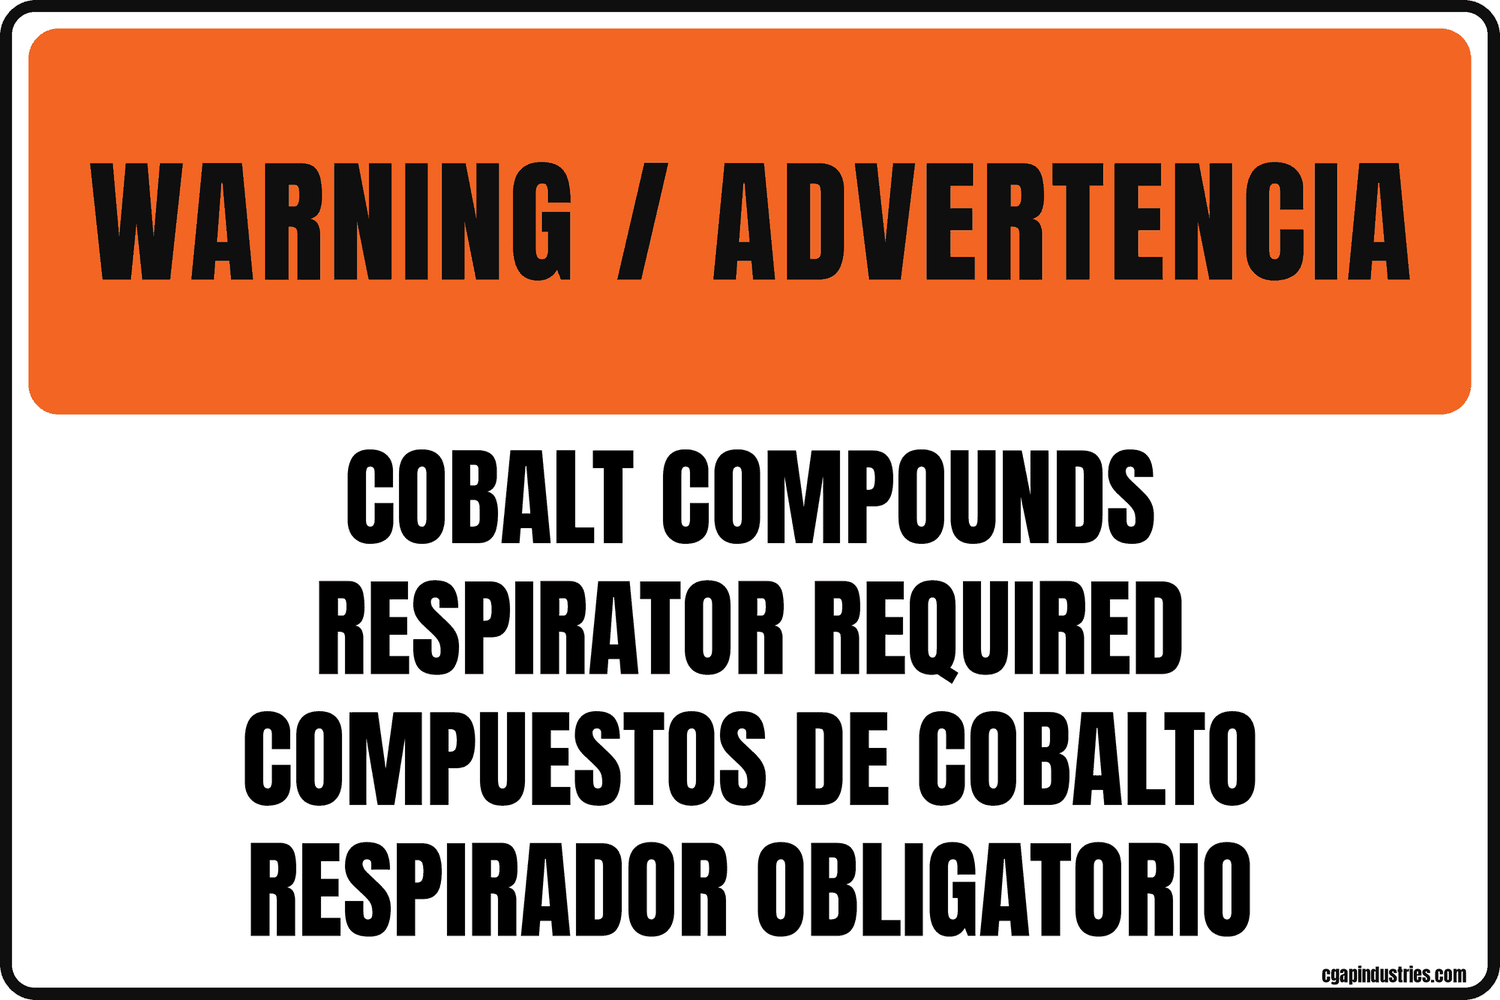 WARNING / ADVERTENCIA
COBALT COMPOUNDS
RESPIRATOR REQUIRED
COMPUESTOS DE COBALTO
RESPIRADOR OBLIGATORIO
cgapindustries.com